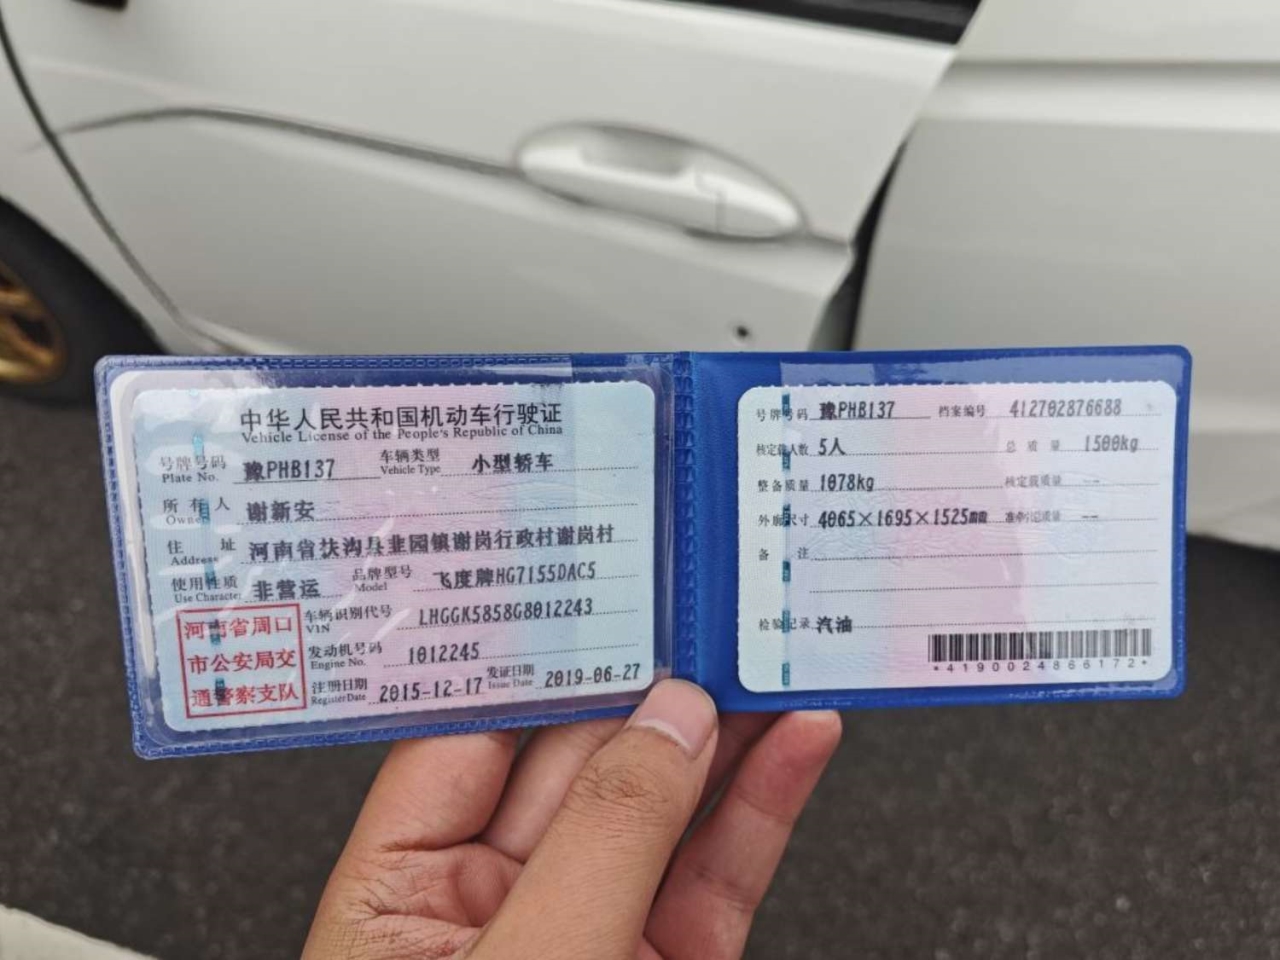 中华人民共和国机动车行驶证
Vehicle License of the People's Republic of China
号牌号码 豫PHB137 车辆类型 小型轿车
Plate No. Vehicle Type
所有人 谢新安
Owner
住址 河南省扶沟县韭园镇谢岗行政村谢岗村
Address
使用性质 非营运 品牌型号 飞度牌HG7155DAC5
Use Character Model
车辆识别代号 LHGGK5858G8012243
VIN
发动机号码 1012245
Engine No.
注册日期 2015-12-17 发证日期 2019-06-27
Register Date Issue Date
河南省周口
市公安局交
通警察支队
号牌号码 豫PHB137 档案编号 412702876688
核定载人数 5人 总质量 1500kg
整备质量 1078kg 核定载质量 --
外廓尺寸 4065×1695×1525mm 准牵引总质量 --
备注
检验记录 汽油
*4190024866172*